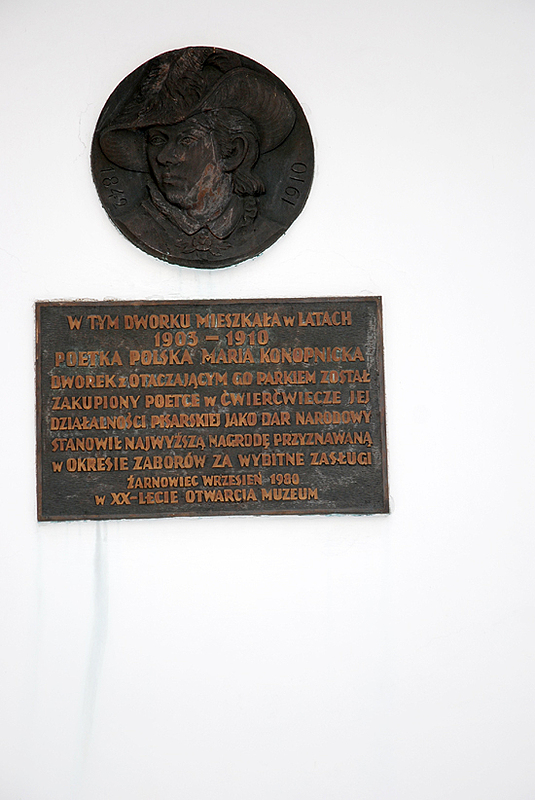 1849
1910
W TYM DWORKU MIESZKAŁA W LATACH
1903 - 1910
POETKA POLSKA MARIA KONOPNICKA
DWOREK Z OTACZAJĄCYM GO PARKIEM ZOSTAŁ
ZAKUPIONY POETCE W ĆWIERĆWIECZE JEJ
DZIAŁALNOŚCI PISARSKIEJ JAKO DAR NARODOWY
STANOWIŁ NAJWYŻSZĄ NAGRODĘ PRZYZNAWANĄ
W OKRESIE ZABORÓW ZA WYBITNE ZASŁUGI
ŻARNOWIEC WRZESIEŃ 1980
W XX-LECIE OTWARCIA MUZEUM